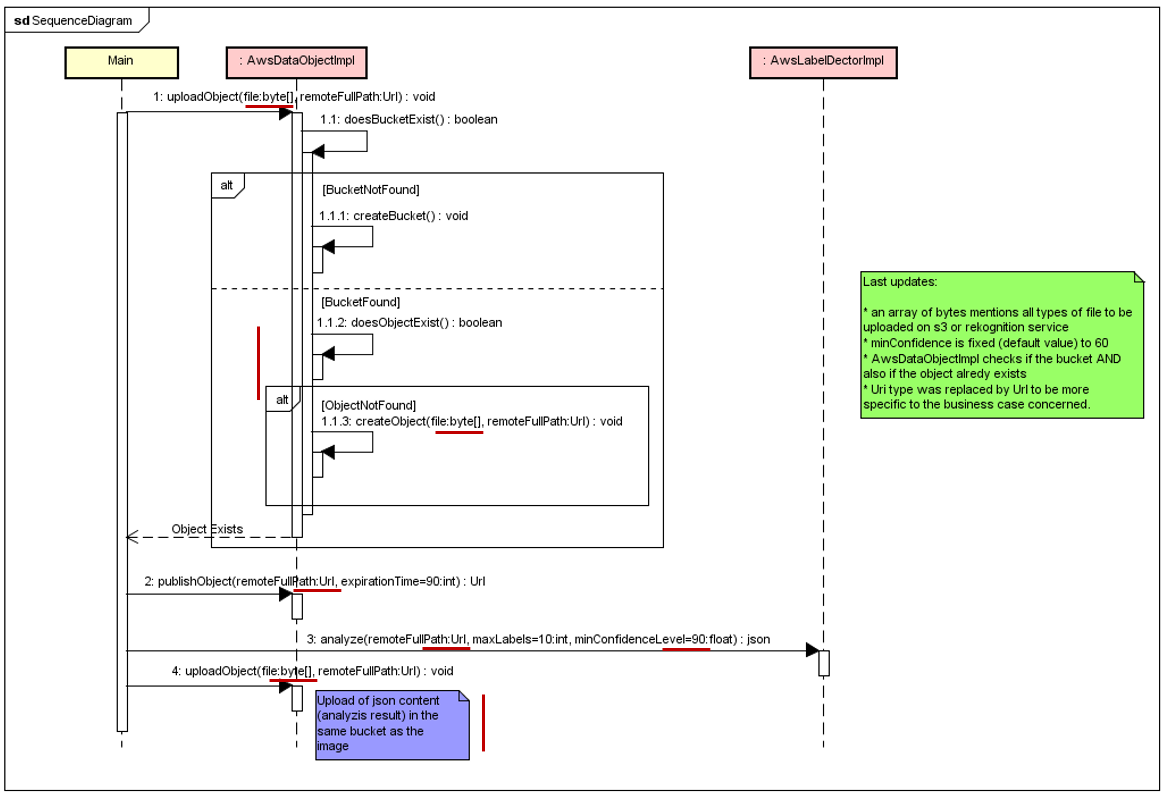 sd SequenceDiagram
Main
: AwsDataObjectImpl
: AwsLabelDectorImpl
1: uploadObject(file:byte[], remoteFullPath:Url) : void
1.1: doesBucketExist() : boolean
alt
[BucketNotFound]
1.1.1: createBucket() : void
[BucketFound]
1.1.2: doesObjectExist() : boolean
alt
[ObjectNotFound]
1.1.3: createObject(file:byte[], remoteFullPath:Url) : void
Object Exists
2: publishObject(remoteFullPath:Url, expirationTime=90:int) : Url
3: analyze(remoteFullPath:Url, maxLabels=10:int, minConfidenceLevel=90:float) : json
4: uploadObject(file:byte[], remoteFullPath:Url) : void
Upload of json content
(analyzis result) in the
same bucket as the
image
Last updates:
* an array of bytes mentions all types of file to be
uploaded on s3 or rekognition service
* minConfidence is fixed (default value) to 60
* AwsDataObjectImpl checks if the bucket AND
also if the object alredy exists
* Uri type was replaced by Url to be more
specific to the business case concerned.